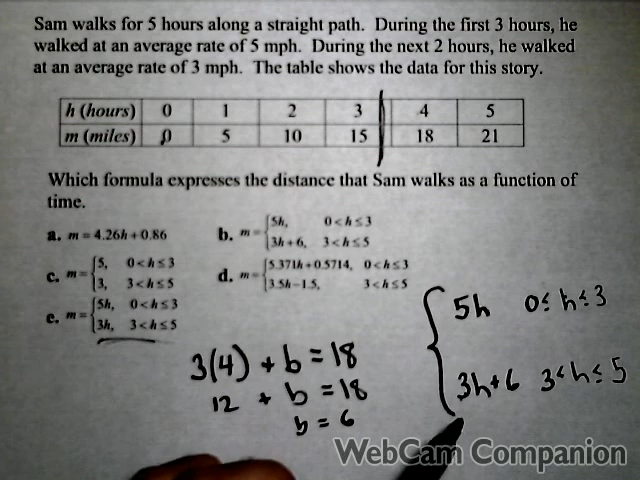 Sam walks for 5 hours along a straight path. During the first 3 hours, he
walked at an average rate of 5 mph. During the next 2 hours, he walked
at an average rate of 3 mph. The table shows the data for this story.
h (hours) 0 1 2 3 4 5
m (miles) 0 5 10 15 18 21
Which formula expresses the distance that Sam walks as a function of
time.
a. m = 4.26h + 0.86
b. m = { 5h, 0 < h ≤ 3
3h + 6, 3 < h ≤ 5
c. m = { 5, 0 < h ≤ 3
3, 3 < h ≤ 5
d. m = { 5.371h + 0.5714, 0 < h ≤ 3
3.5h − 1.5, 3 < h ≤ 5
e. m = { 5h, 0 < h ≤ 3
3h, 3 < h ≤ 5
3(4) + b = 18
12 + b = 18
b = 6
{ 5h 0 ≤ h ≤ 3
3h+6 3 < h ≤ 5
WebCam Companion